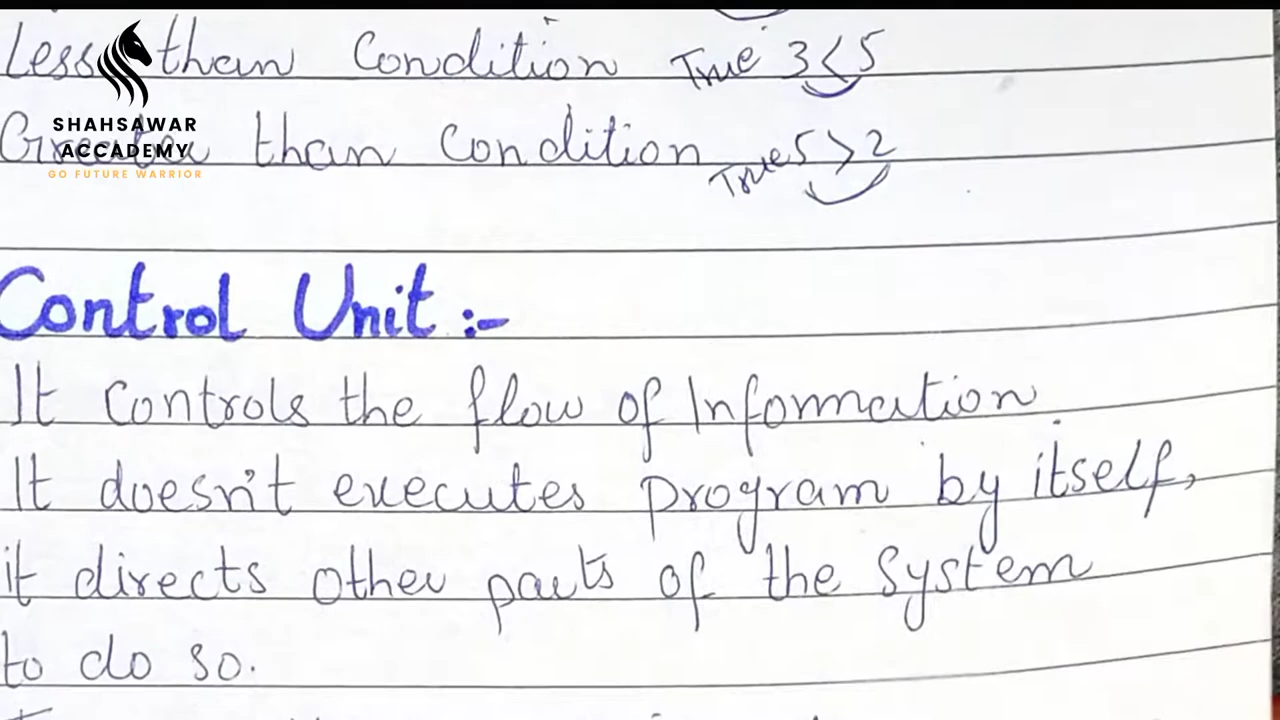 Less than Condition True 3<5
Greater than Condition True 5>2
SHAHSAWAR
ACCADEMY
GO FUTURE WARRIOR
Control Unit :-
It Controls the flow of Information
It doesn't executes program by itself,
it directs other parts of the System
to do so.